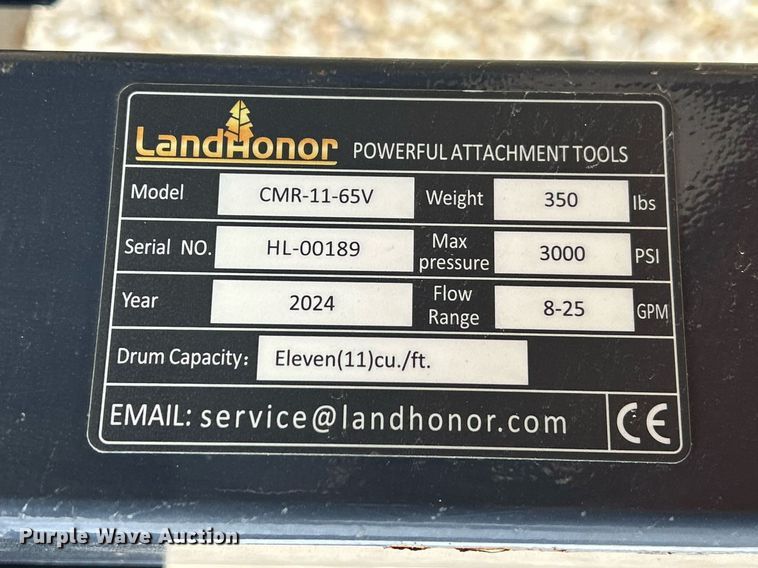 LandHonor POWERFUL ATTACHMENT TOOLS
Model CMR-11-65V Weight 350 lbs
Serial NO. HL-00189 Max pressure 3000 PSI
Year 2024 Flow Range 8-25 GPM
Drum Capacity: Eleven(11)cu./ft.
EMAIL: service@landhonor.com CE
Purple Wave Auction